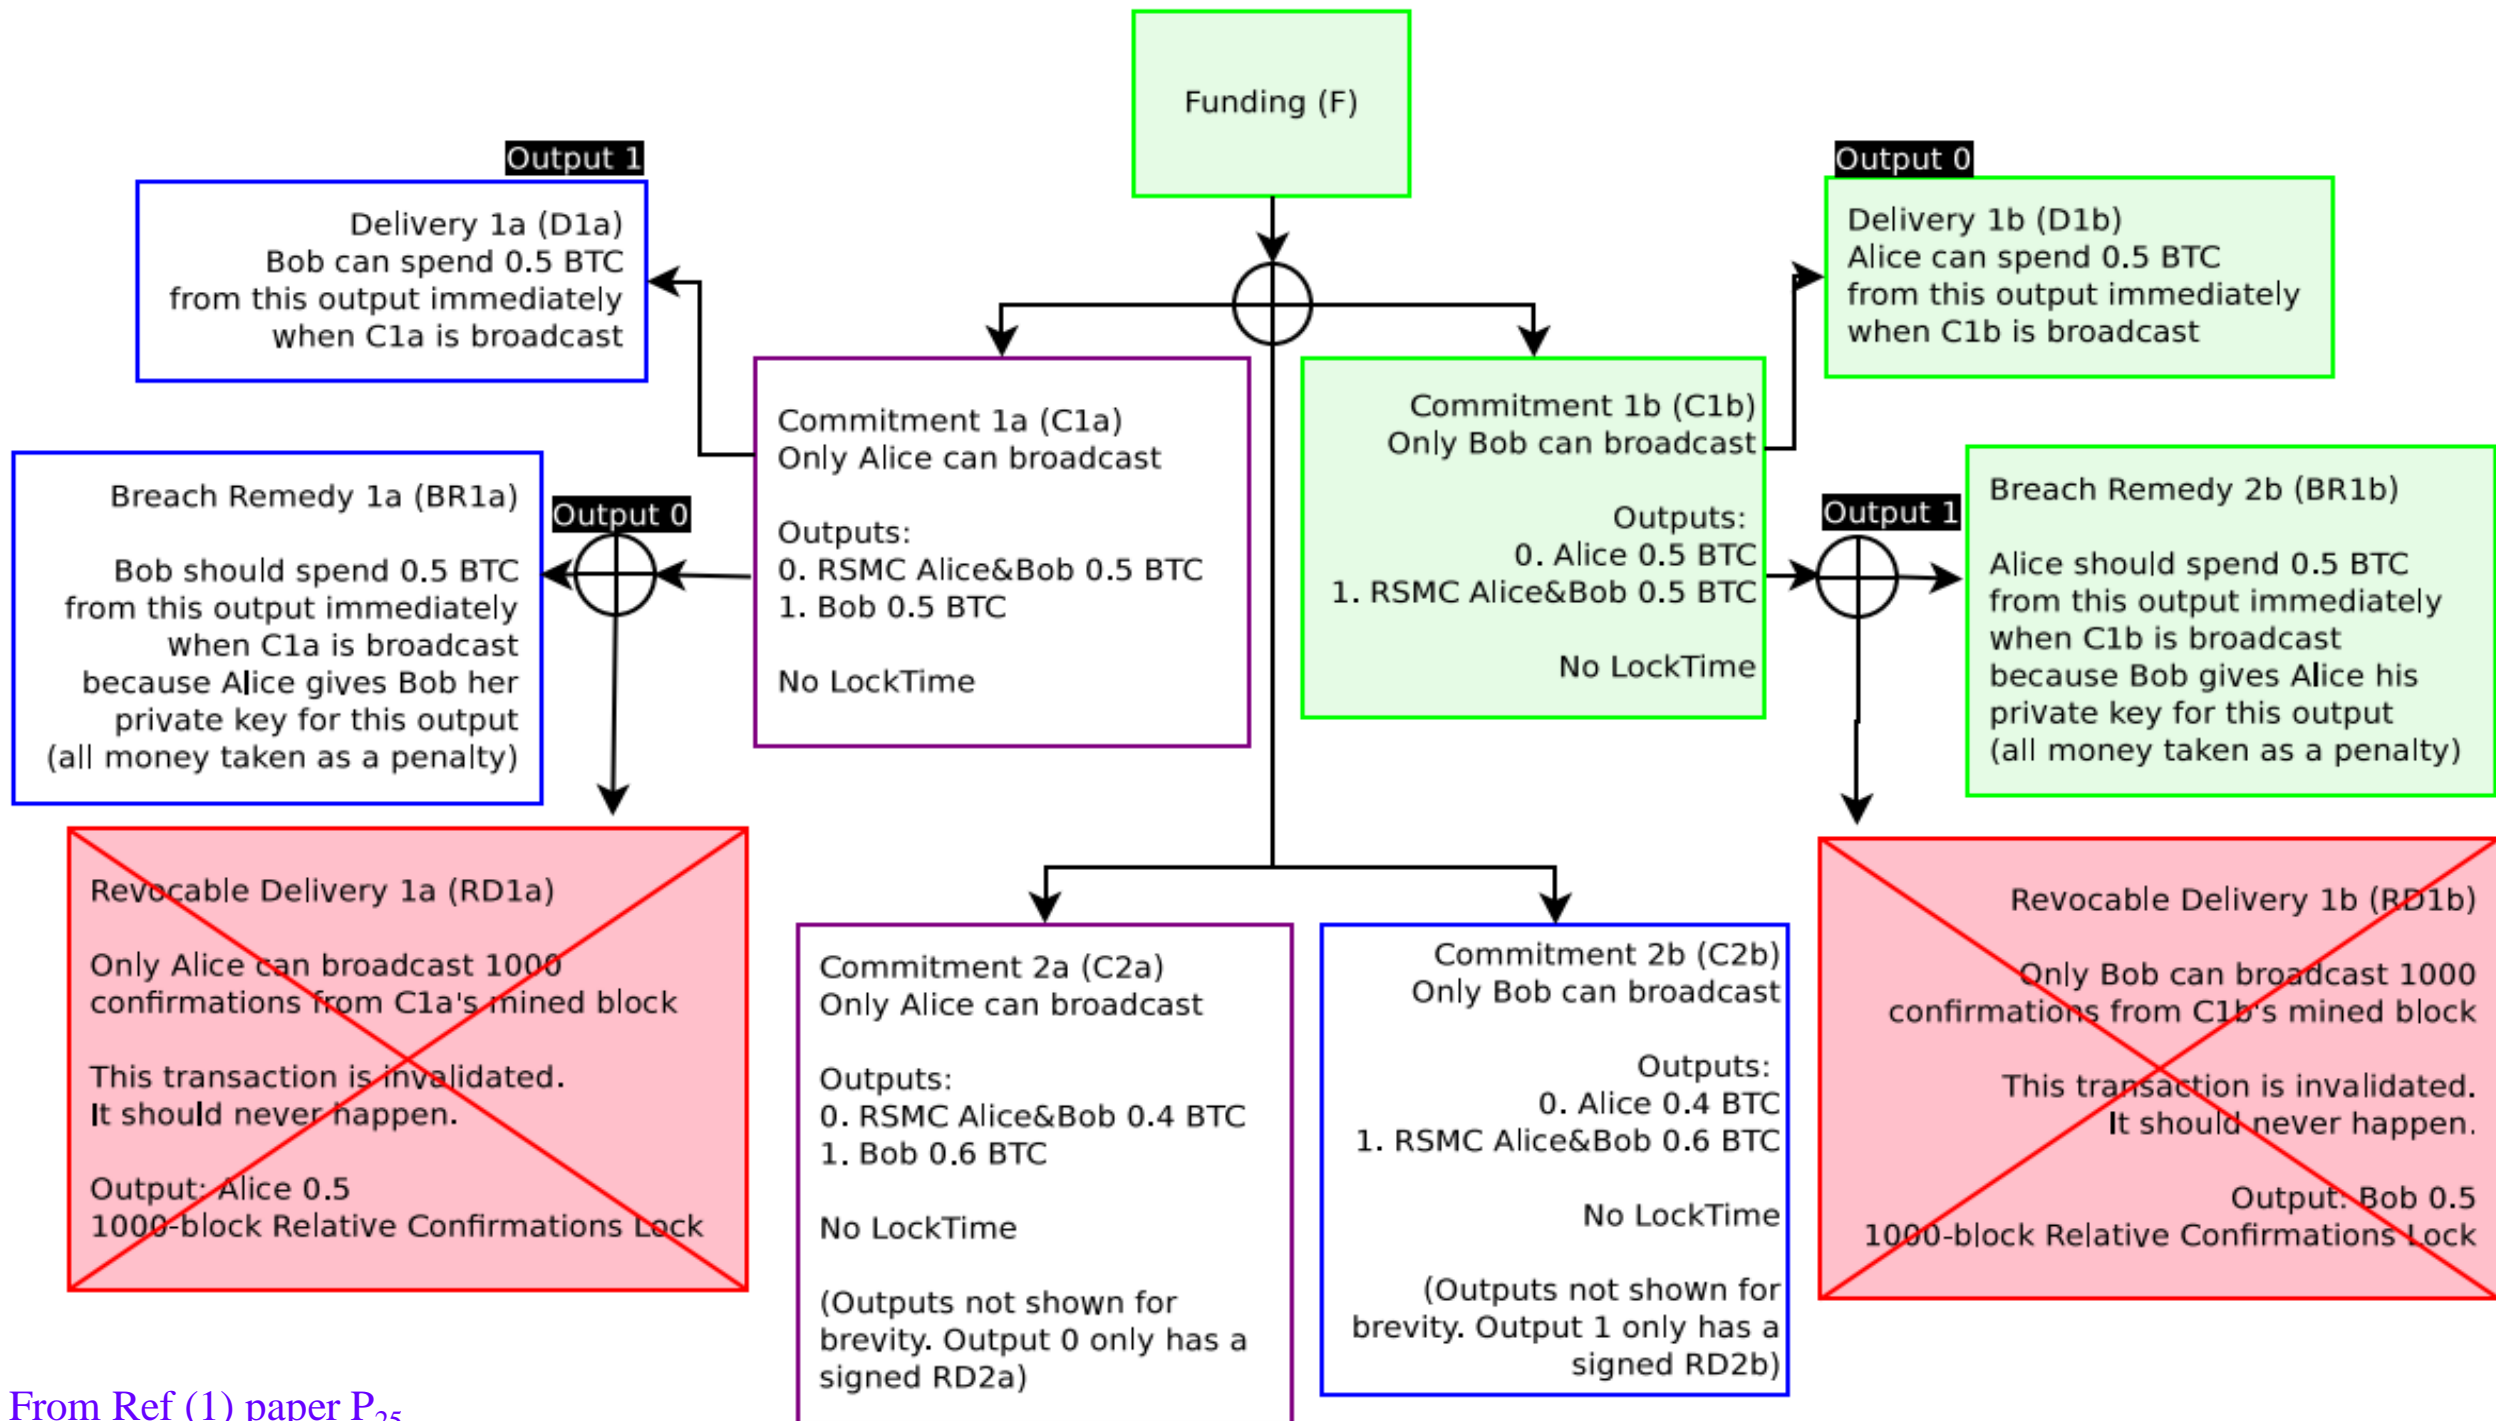 Funding (F)
Output 1
Delivery 1a (D1a)
Bob can spend 0.5 BTC
from this output immediately
when C1a is broadcast
Output 0
Delivery 1b (D1b)
Alice can spend 0.5 BTC
from this output immediately
when C1b is broadcast
Commitment 1a (C1a)
Only Alice can broadcast
Outputs:
0. RSMC Alice&Bob 0.5 BTC
1. Bob 0.5 BTC
No LockTime
Commitment 1b (C1b)
Only Bob can broadcast
Outputs:
0. Alice 0.5 BTC
1. RSMC Alice&Bob 0.5 BTC
No LockTime
Breach Remedy 1a (BR1a)
Bob should spend 0.5 BTC
from this output immediately
when C1a is broadcast
because Alice gives Bob her
private key for this output
(all money taken as a penalty)
Output 0
Output 1
Breach Remedy 2b (BR1b)
Alice should spend 0.5 BTC
from this output immediately
when C1b is broadcast
because Bob gives Alice his
private key for this output
(all money taken as a penalty)
Revocable Delivery 1a (RD1a)
Only Alice can broadcast 1000
confirmations from C1a's mined block
This transaction is invalidated.
It should never happen.
Output: Alice 0.5
1000-block Relative Confirmations Lock
Commitment 2a (C2a)
Only Alice can broadcast
Outputs:
0. RSMC Alice&Bob 0.4 BTC
1. Bob 0.6 BTC
No LockTime
(Outputs not shown for
brevity. Output 0 only has a
signed RD2a)
Commitment 2b (C2b)
Only Bob can broadcast
Outputs:
0. Alice 0.4 BTC
1. RSMC Alice&Bob 0.6 BTC
No LockTime
(Outputs not shown for
brevity. Output 1 only has a
signed RD2b)
Revocable Delivery 1b (RD1b)
Only Bob can broadcast 1000
confirmations from C1b's mined block
This transaction is invalidated.
It should never happen.
Output: Bob 0.5
1000-block Relative Confirmations Lock
From Ref (1) paper P25